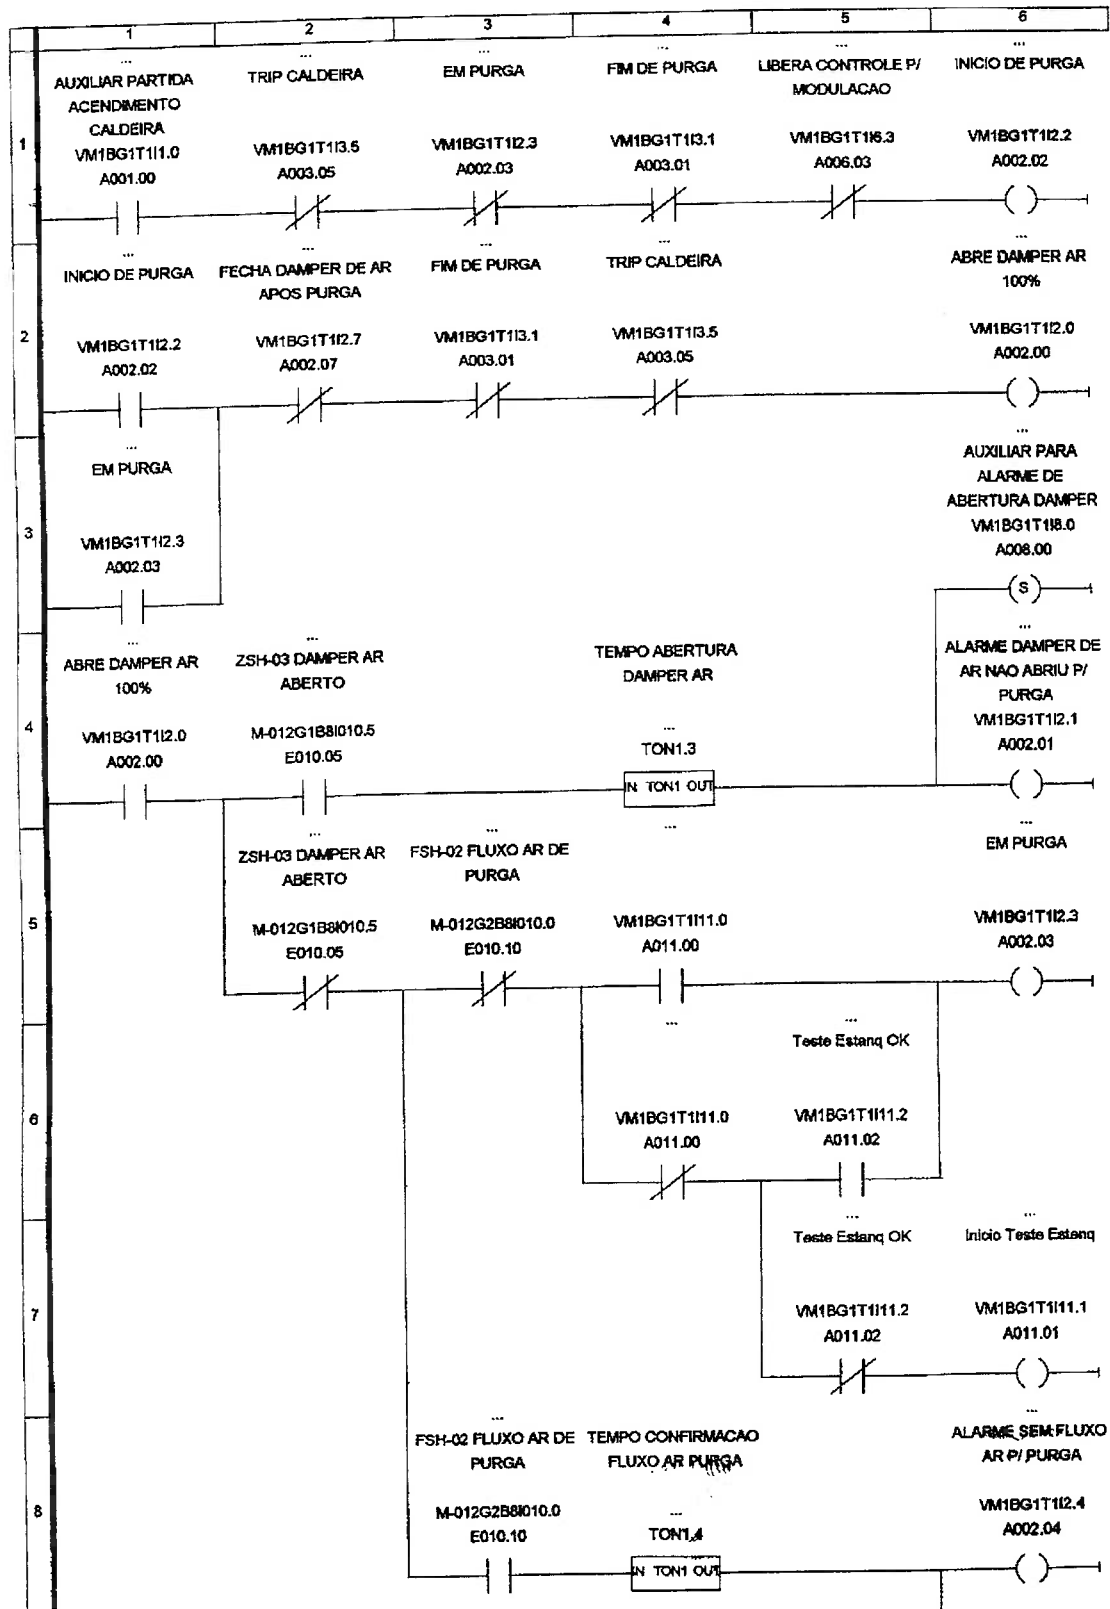 1 2 3 4 5 6
1
... ... ... ... ... ...
AUXILIAR PARTIDA
ACENDIMENTO
CALDEIRA
VM1BG1T1I1.0
A001.00
TRIP CALDEIRA
VM1BG1T1I3.5
A003.05
EM PURGA
VM1BG1T1I2.3
A002.03
FIM DE PURGA
VM1BG1T1I3.1
A003.01
LIBERA CONTROLE P/
MODULACAO
VM1BG1T1I6.3
A006.03
INICIO DE PURGA
VM1BG1T1I2.2
A002.02
2
... ... ... ... ...
INICIO DE PURGA
VM1BG1T1I2.2
A002.02
FECHA DAMPER DE AR
APOS PURGA
VM1BG1T1I2.7
A002.07
FIM DE PURGA
VM1BG1T1I3.1
A003.01
TRIP CALDEIRA
VM1BG1T1I3.5
A003.05
ABRE DAMPER AR
100%
VM1BG1T1I2.0
A002.00
3
...
EM PURGA
VM1BG1T1I2.3
A002.03
...
AUXILIAR PARA
ALARME DE
ABERTURA DAMPER
VM1BG1T1I8.0
A008.00
S
4
...
ABRE DAMPER AR
100%
VM1BG1T1I2.0
A002.00
...
ZSH-03 DAMPER AR
ABERTO
M-012G1B8I010.5
E010.05
TEMPO ABERTURA
DAMPER AR
...
TON1.3
IN TON1 OUT
...
ALARME DAMPER DE
AR NAO ABRIU P/
PURGA
VM1BG1T1I2.1
A002.01
5
...
ZSH-03 DAMPER AR
ABERTO
M-012G1B8I010.5
E010.05
...
FSH-02 FLUXO AR DE
PURGA
M-012G2B8I010.0
E010.10
...
VM1BG1T1I11.0
A011.00
...
EM PURGA
VM1BG1T1I2.3
A002.03
6
...
VM1BG1T1I11.0
A011.00
...
Teste Estanq OK
VM1BG1T1I11.2
A011.02
7
...
Teste Estanq OK
VM1BG1T1I11.2
A011.02
...
Inicio Teste Estanq
VM1BG1T1I11.1
A011.01
8
...
FSH-02 FLUXO AR DE
PURGA
M-012G2B8I010.0
E010.10
TEMPO CONFIRMACAO
FLUXO AR PURGA
...
TON1.4
IN TON1 OUT
...
ALARME SEM FLUXO
AR P/ PURGA
VM1BG1T1I2.4
A002.04